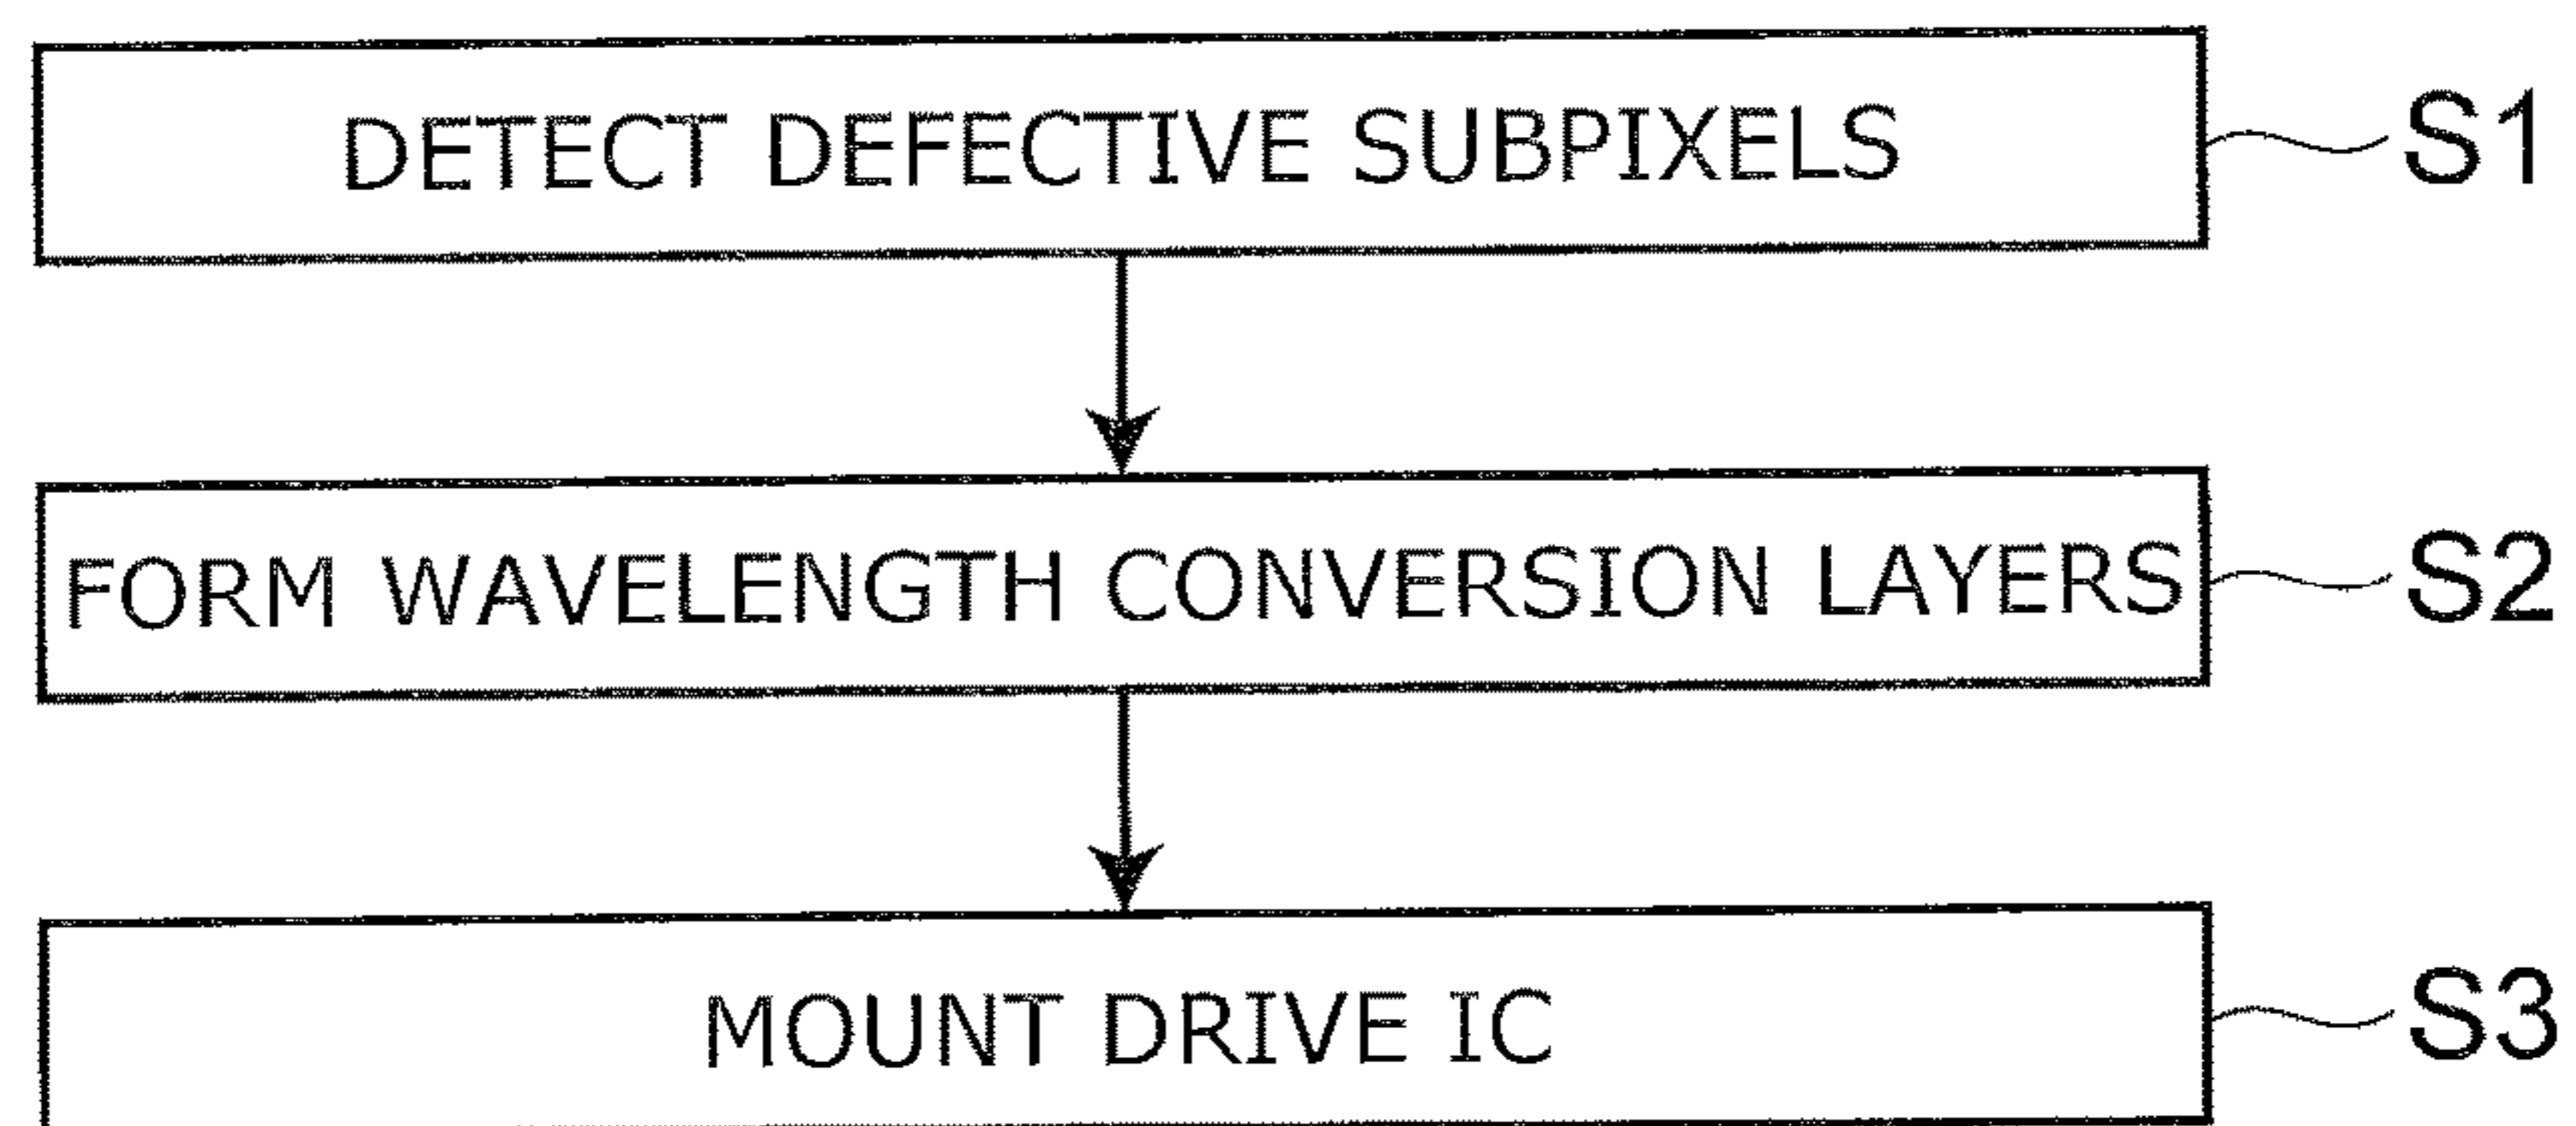 DETECT DEFECTIVE SUBPIXELS S1
FORM WAVELENGTH CONVERSION LAYERS S2
MOUNT DRIVE IC S3